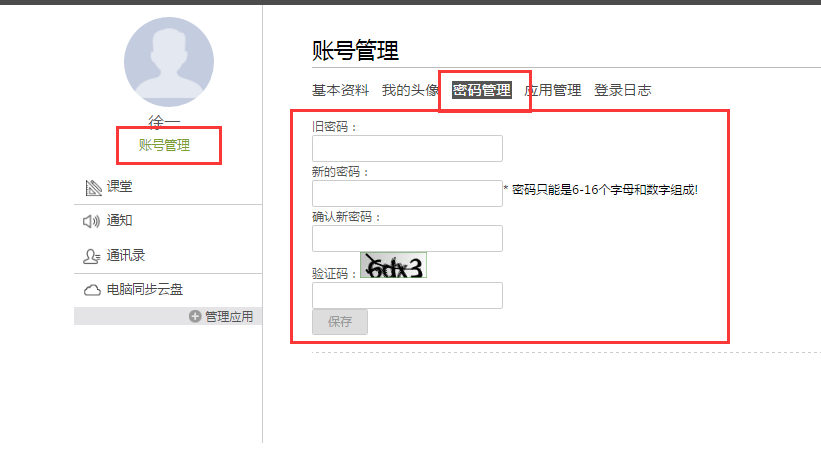 徐一
账号管理
课堂
通知
通讯录
电脑同步云盘
管理应用
账号管理
基本资料 我的头像 密码管理 应用管理 登录日志
旧密码：
新的密码：
* 密码只能是6-16个字母和数字组成!
确认新密码：
验证码： 6dx3
保存